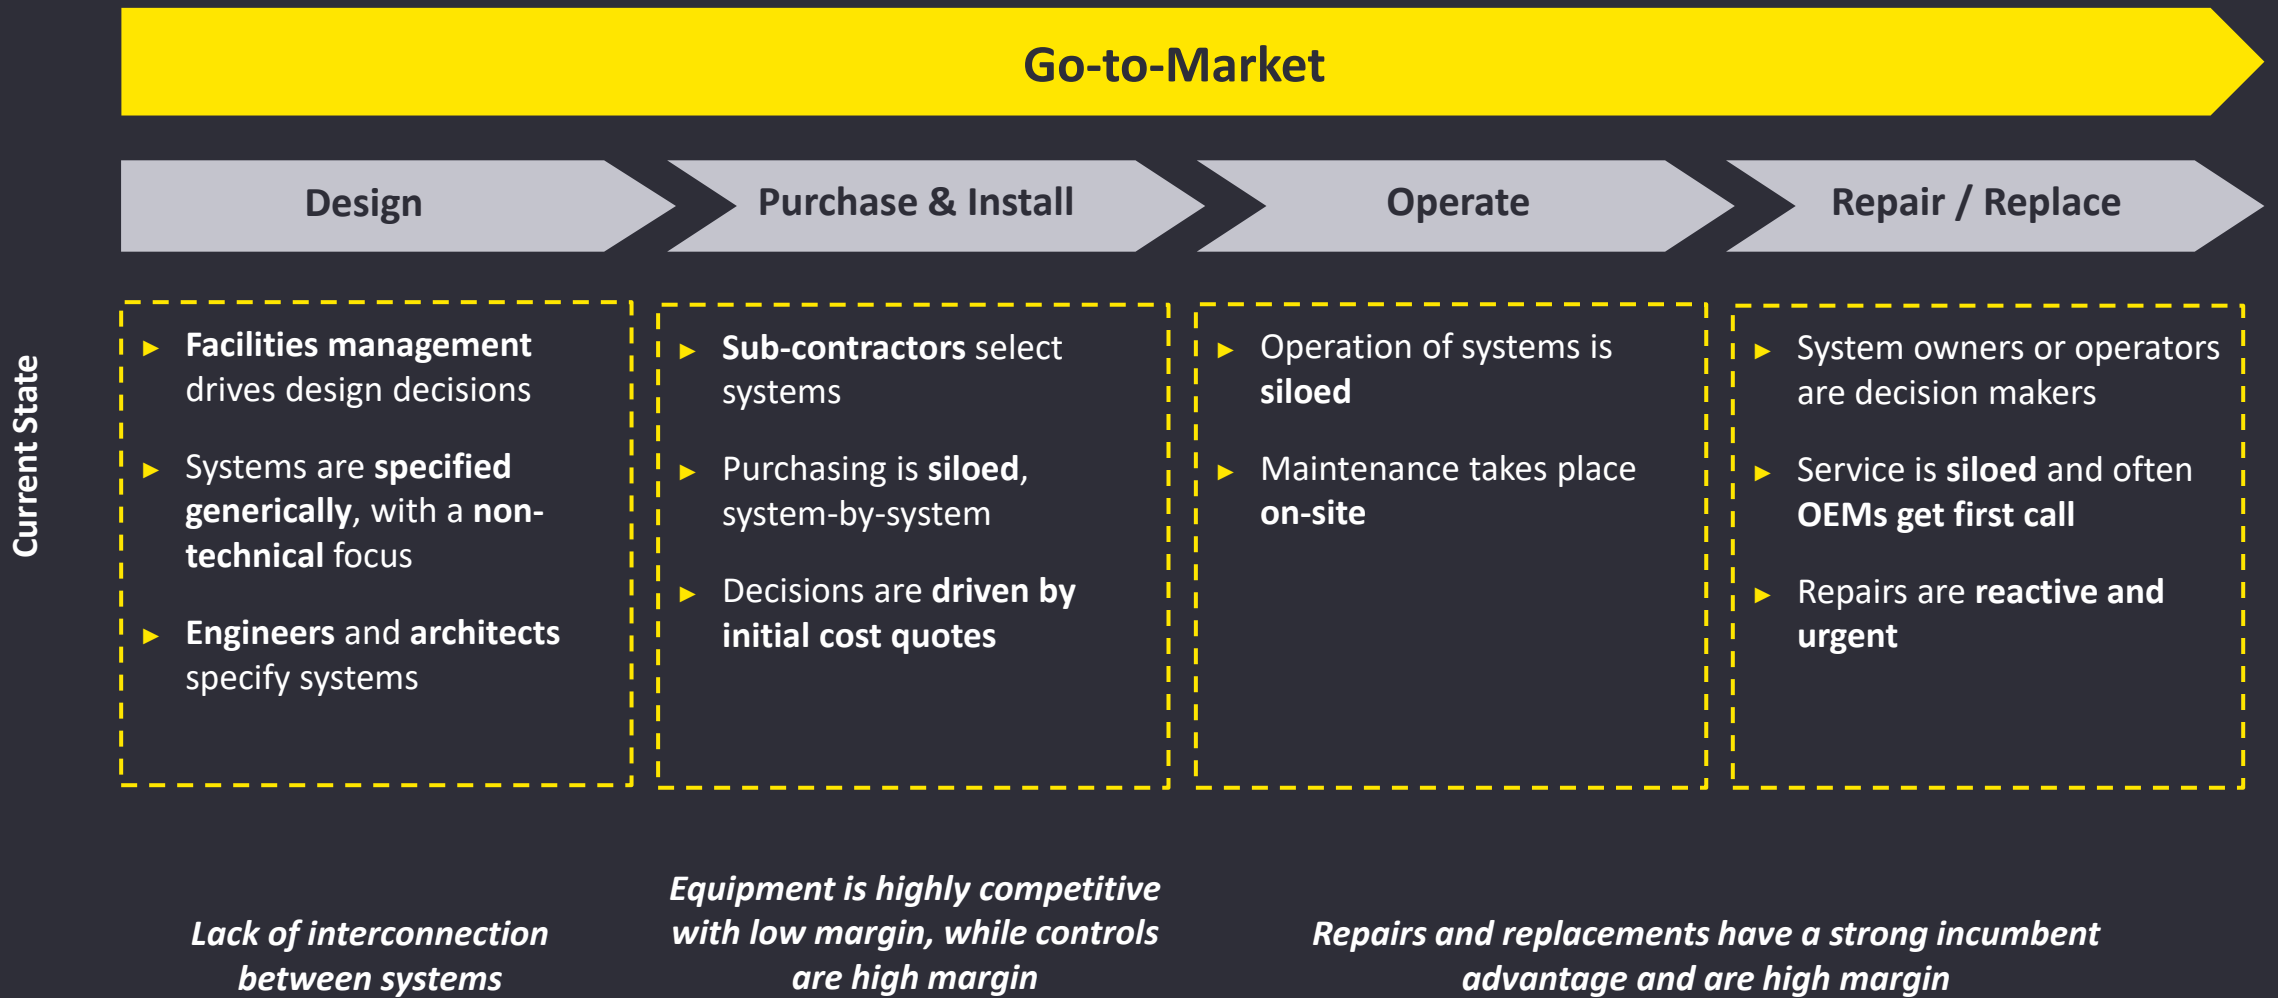 Go-to-Market
Design
Purchase & Install
Operate
Repair / Replace
Current State
Facilities management
drives design decisions
Systems are specified
generically, with a non-
technical focus
Engineers and architects
specify systems
Sub-contractors select
systems
Purchasing is siloed,
system-by-system
Decisions are driven by
initial cost quotes
Operation of systems is
siloed
Maintenance takes place
on-site
System owners or operators
are decision makers
Service is siloed and often
OEMs get first call
Repairs are reactive and
urgent
Lack of interconnection
between systems
Equipment is highly competitive
with low margin, while controls
are high margin
Repairs and replacements have a strong incumbent
advantage and are high margin